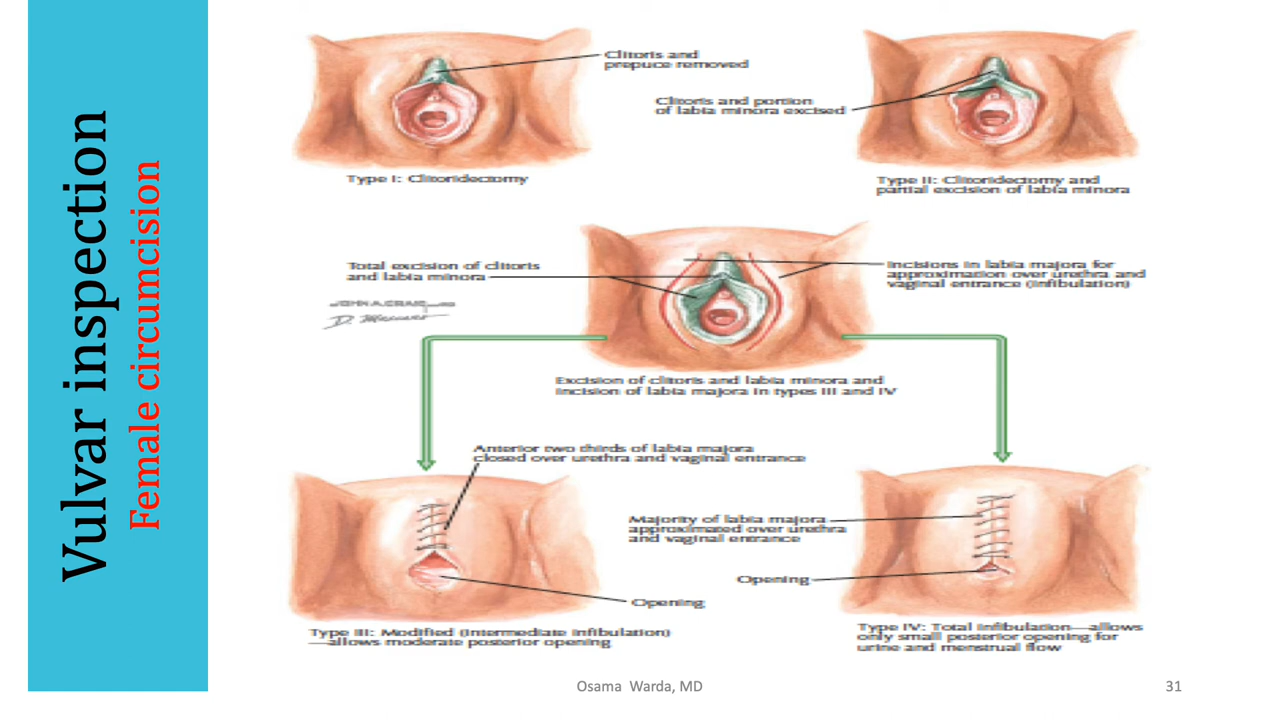 Vulvar inspection
Female circumcision
Clitoris and
prepuce removed
Clitoris and portion
of labia minora excised
Type I: Clitoridectomy
Type II: Clitoridectomy and
partial excision of labia minora
Total excision of clitoris
and labia minora
Incisions in labia majora for
approximation over urethra and
vaginal entrance (infibulation)
JOHN A.CRAIG
D. Mascaro
Excision of clitoris and labia minora and
incision of labia majora in types III and IV
Anterior two thirds of labia majora
closed over urethra and vaginal entrance
Majority of labia majora
approximated over urethra
and vaginal entrance
Opening
Opening
Type III: Modified (intermediate infibulation)
—allows moderate posterior opening
Type IV: Total infibulation—allows
only small posterior opening for
urine and menstrual flow
Osama Warda, MD
31